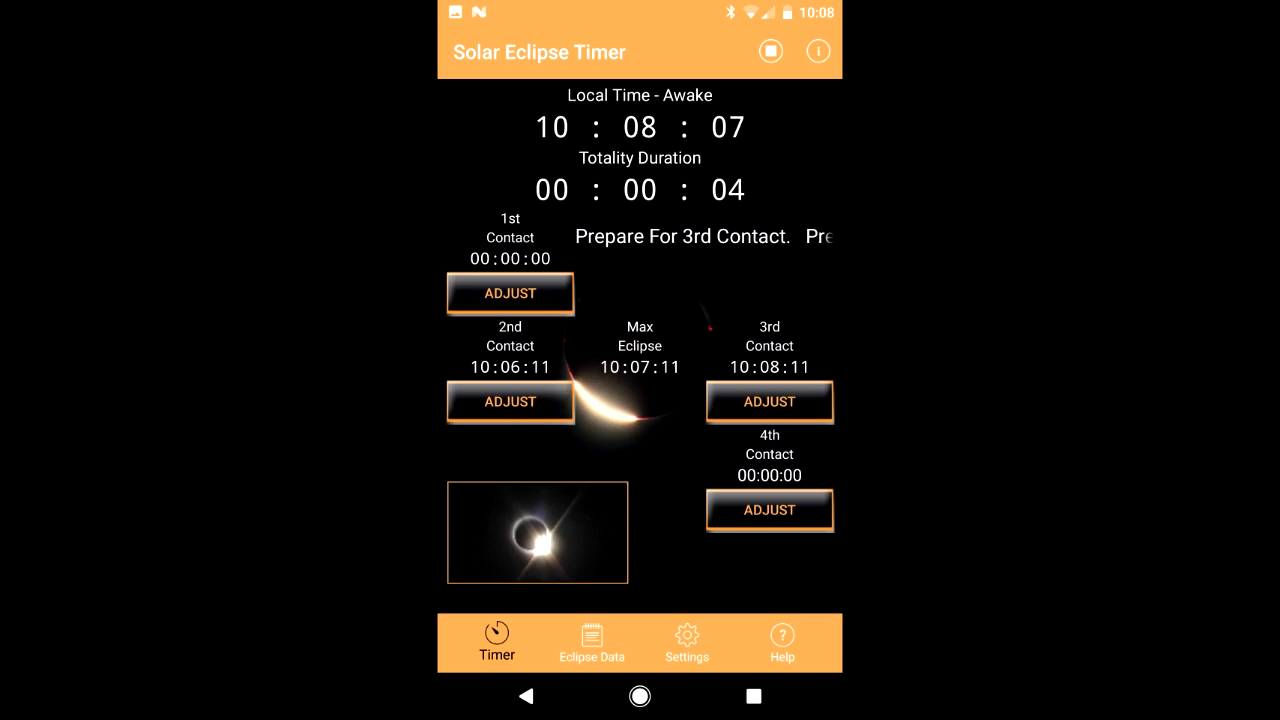 10:08
Solar Eclipse Timer
Local Time - Awake
10 : 08 : 07
Totality Duration
00 : 00 : 04
1st
Contact
00:00:00
ADJUST
Prepare For 3rd Contact. Pre
2nd
Contact
10:06:11
ADJUST
Max
Eclipse
10:07:11
3rd
Contact
10:08:11
ADJUST
4th
Contact
00:00:00
ADJUST
Timer
Eclipse Data
Settings
Help